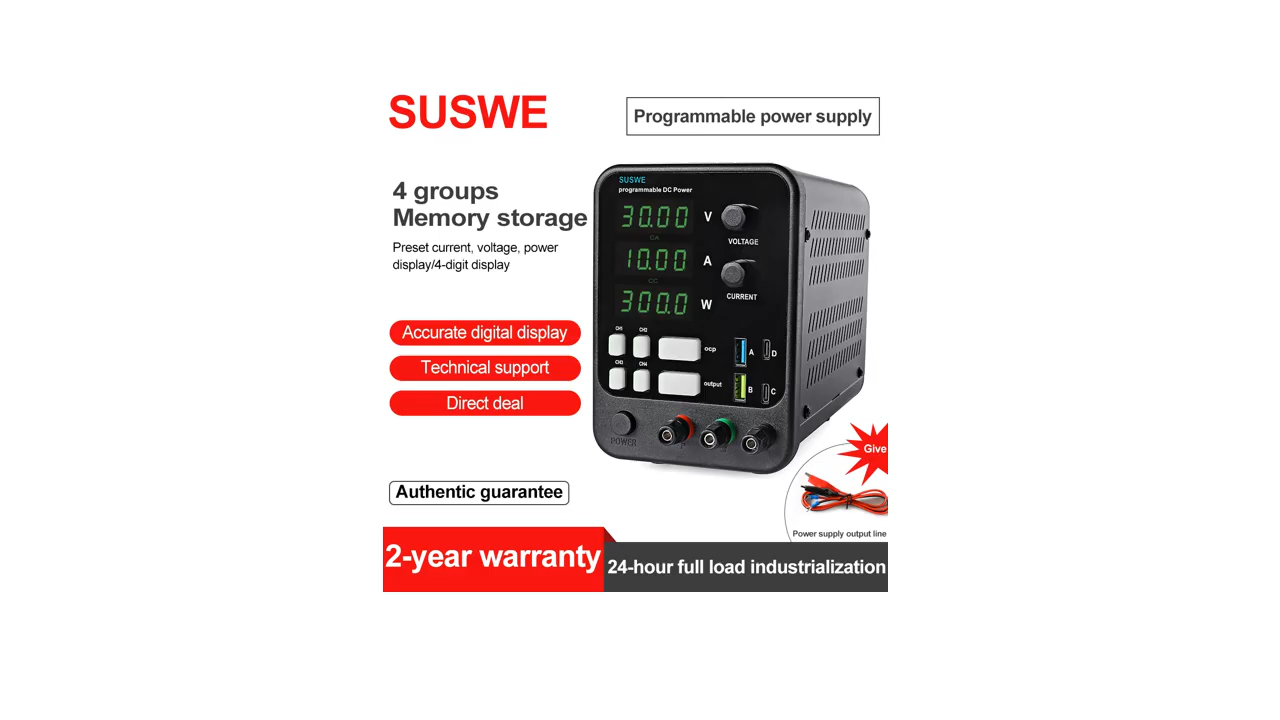 SUSWE
Programmable power supply
4 groups
Memory storage
Preset current, voltage, power
display/4-digit display
Accurate digital display
Technical support
Direct deal
SUSWE
programmable DC Power
30.00 V
CA
10.00 A
CC
300.0 W
VOLTAGE
CURRENT
CH1 CH2
ocp
A D
CH3 CH4
output
B C
POWER
Give
Power supply output line
Authentic guarantee
2-year warranty
24-hour full load industrialization